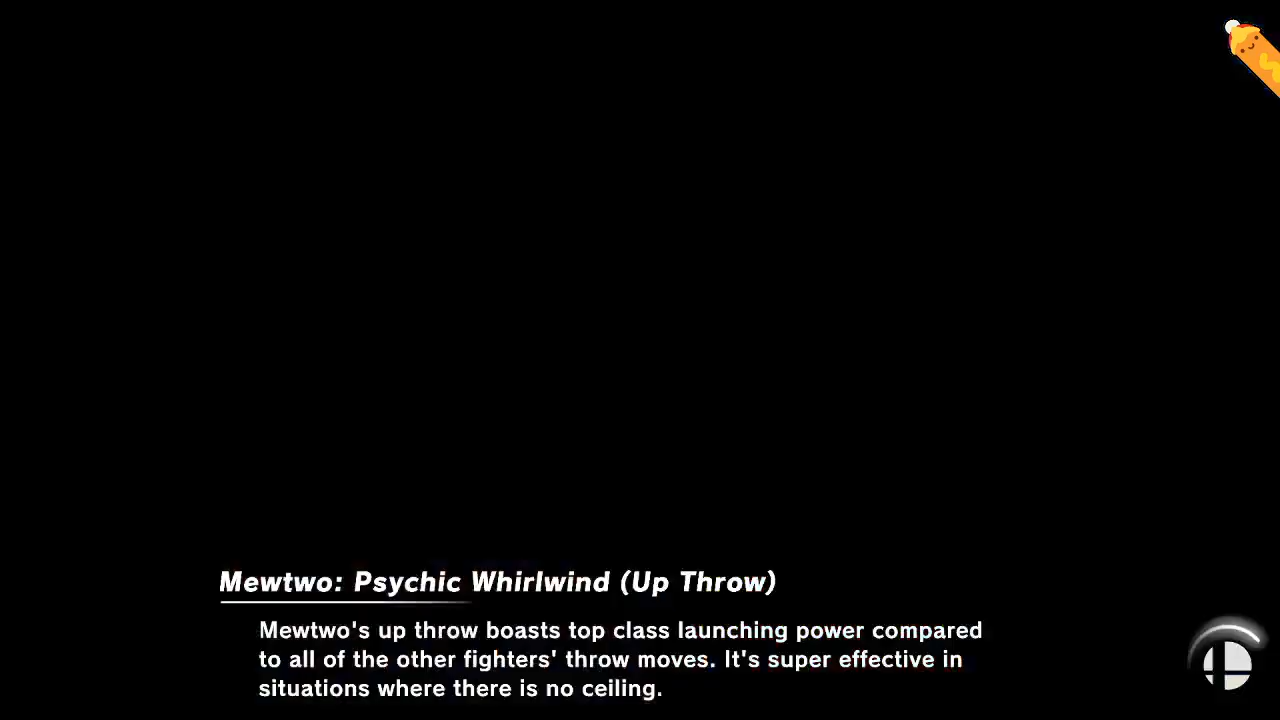 Mewtwo: Psychic Whirlwind (Up Throw)
Mewtwo's up throw boasts top class launching power compared
to all of the other fighters' throw moves. It's super effective in
situations where there is no ceiling.